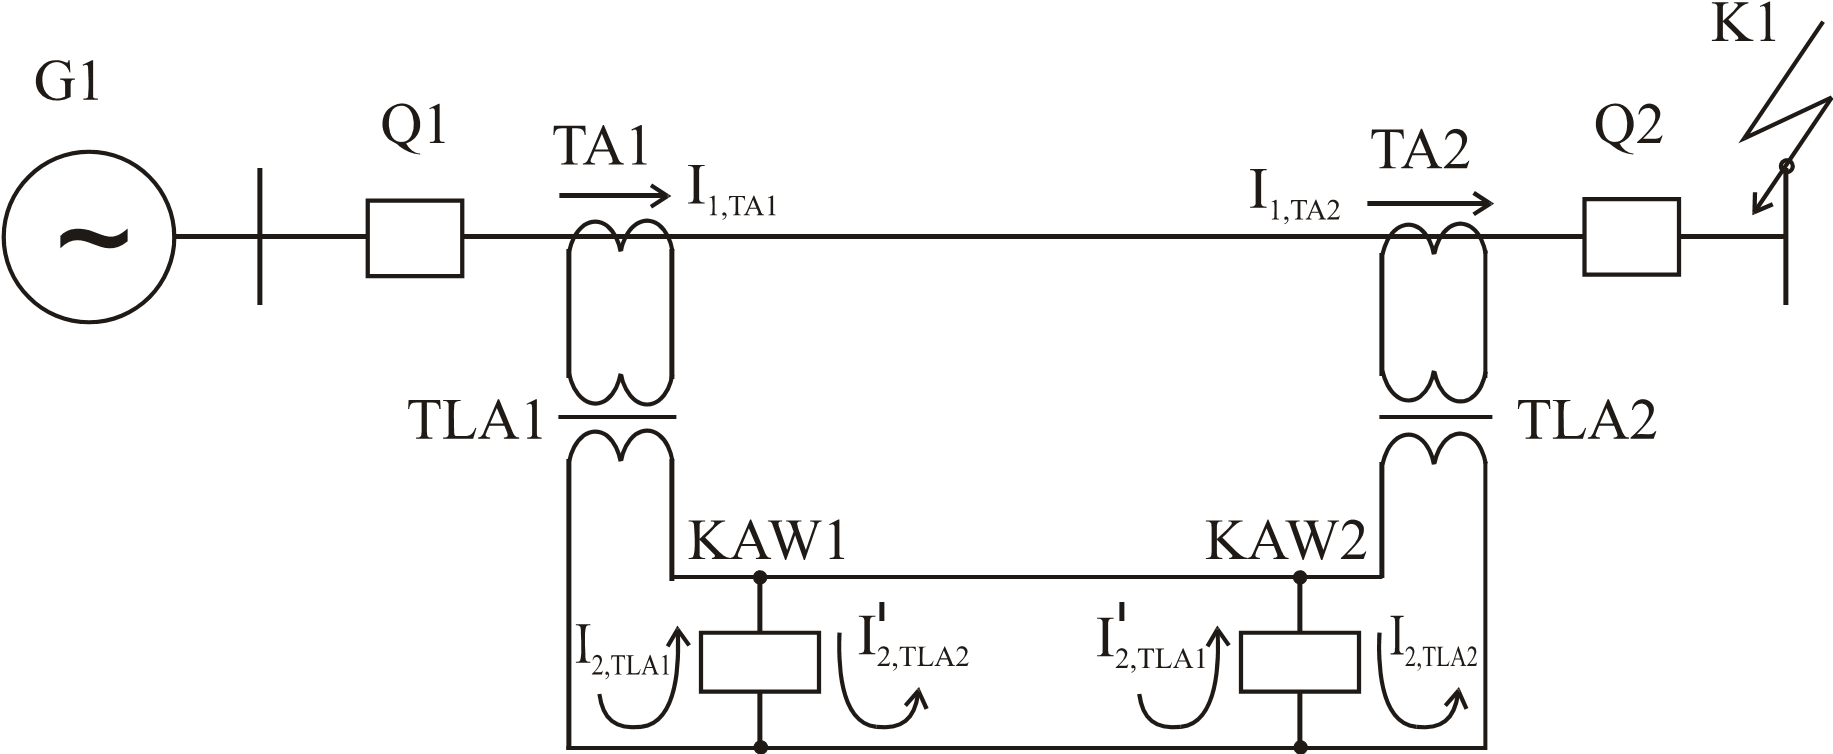 K1
G1
Q1
TA1
TA2
Q2
I1,TA1
I1,TA2
~
TLA1
TLA2
KAW1
KAW2
I2,TLA1
I'2,TLA2
I'2,TLA1
I2,TLA2